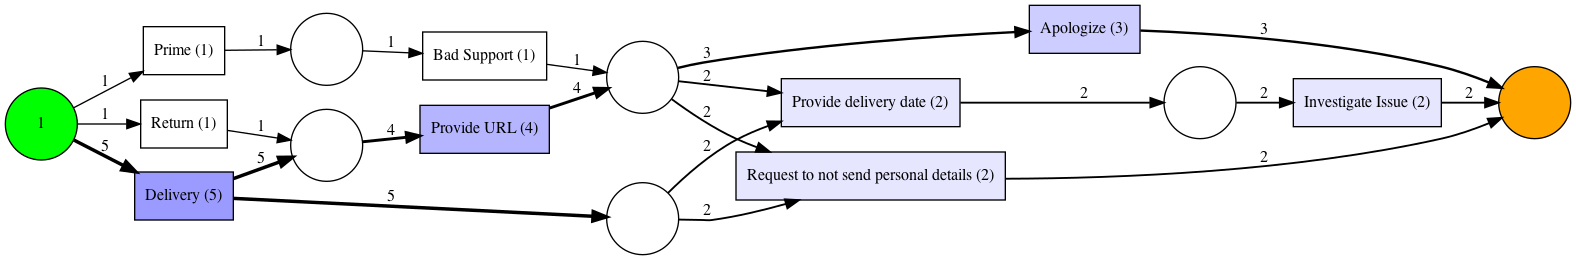 1
1
1
5
Prime (1)
Return (1)
Delivery (5)
1
1
5
5
1
4
Bad Support (1)
Provide URL (4)
1
4
3
2
2
2
2
Apologize (3)
Provide delivery date (2)
Request to not send personal details (2)
3
2
2
Investigate Issue (2)
2
2